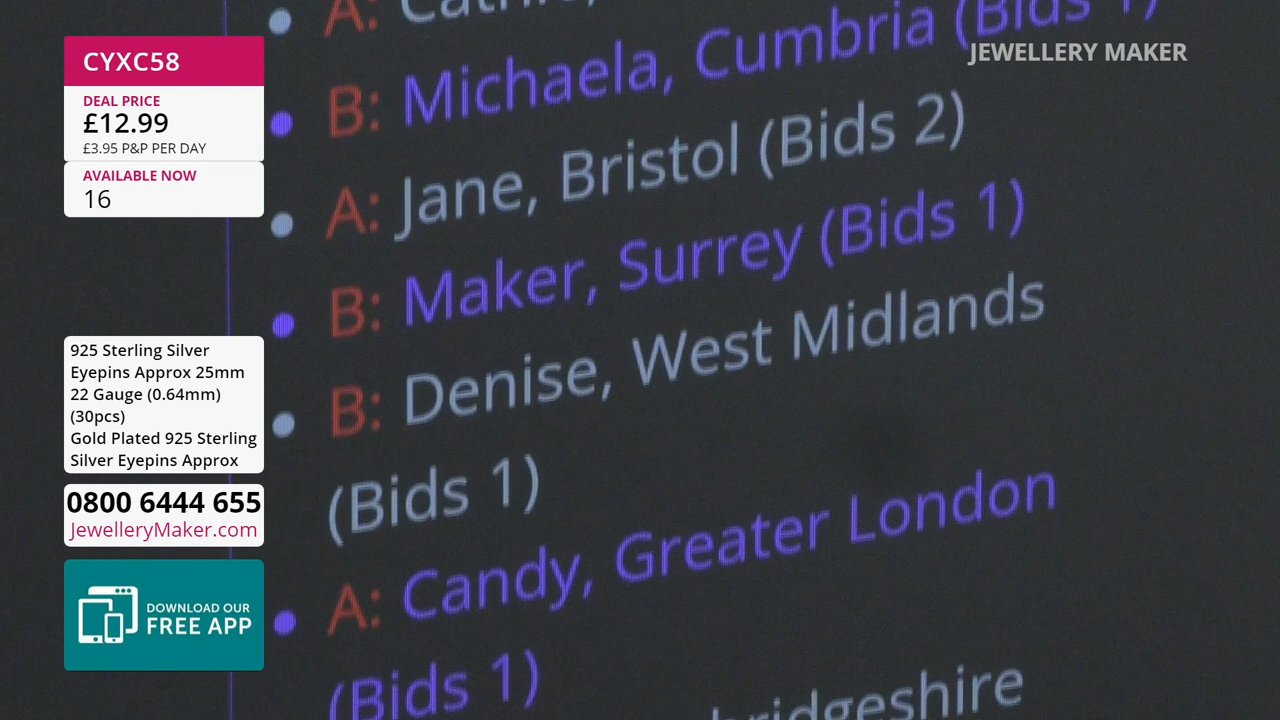 CYXC58
DEAL PRICE
£12.99
£3.95 P&P PER DAY
AVAILABLE NOW
16
925 Sterling Silver
Eyepins Approx 25mm
22 Gauge (0.64mm)
(30pcs)
Gold Plated 925 Sterling
Silver Eyepins Approx
0800 6444 655
JewelleryMaker.com
DOWNLOAD OUR
FREE APP
JEWELLERY MAKER
A:
B: Michaela, Cumbria (Bids 1)
A: Jane, Bristol (Bids 2)
B: Maker, Surrey (Bids 1)
B: Denise, West Midlands
(Bids 1)
A: Candy, Greater London
(Bids 1)